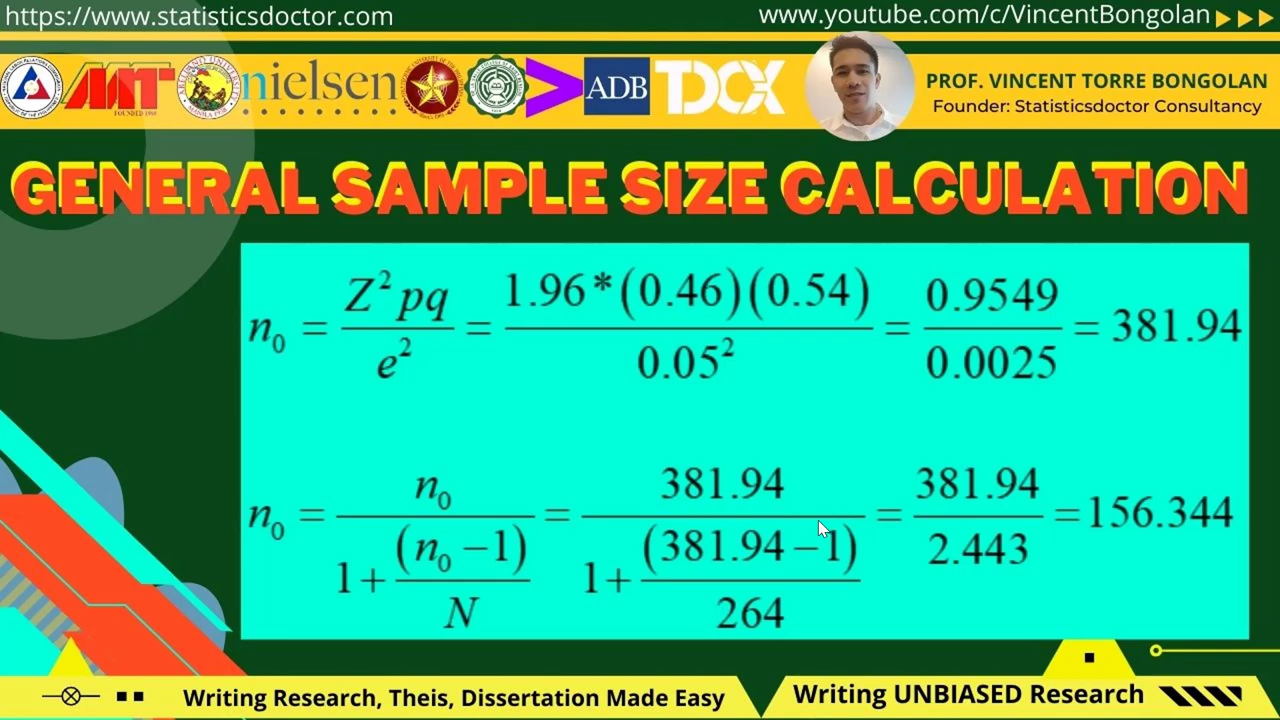 https://www.statisticsdoctor.com
www.youtube.com/c/VincentBongolan
nielsen
ADB
TDCX
PROF. VINCENT TORRE BONGOLAN
Founder: Statisticsdoctor Consultancy
GENERAL SAMPLE SIZE CALCULATION
n₀ = Z² pq / e² = 1.96*(0.46)(0.54) / 0.05² = 0.9549 / 0.0025 = 381.94
n₀ = n₀ / 1+ (n₀ −1) / N = 381.94 / 1+ (381.94 −1) / 264 = 381.94 / 2.443 = 156.344
Writing Research, Theis, Dissertation Made Easy
Writing UNBIASED Research